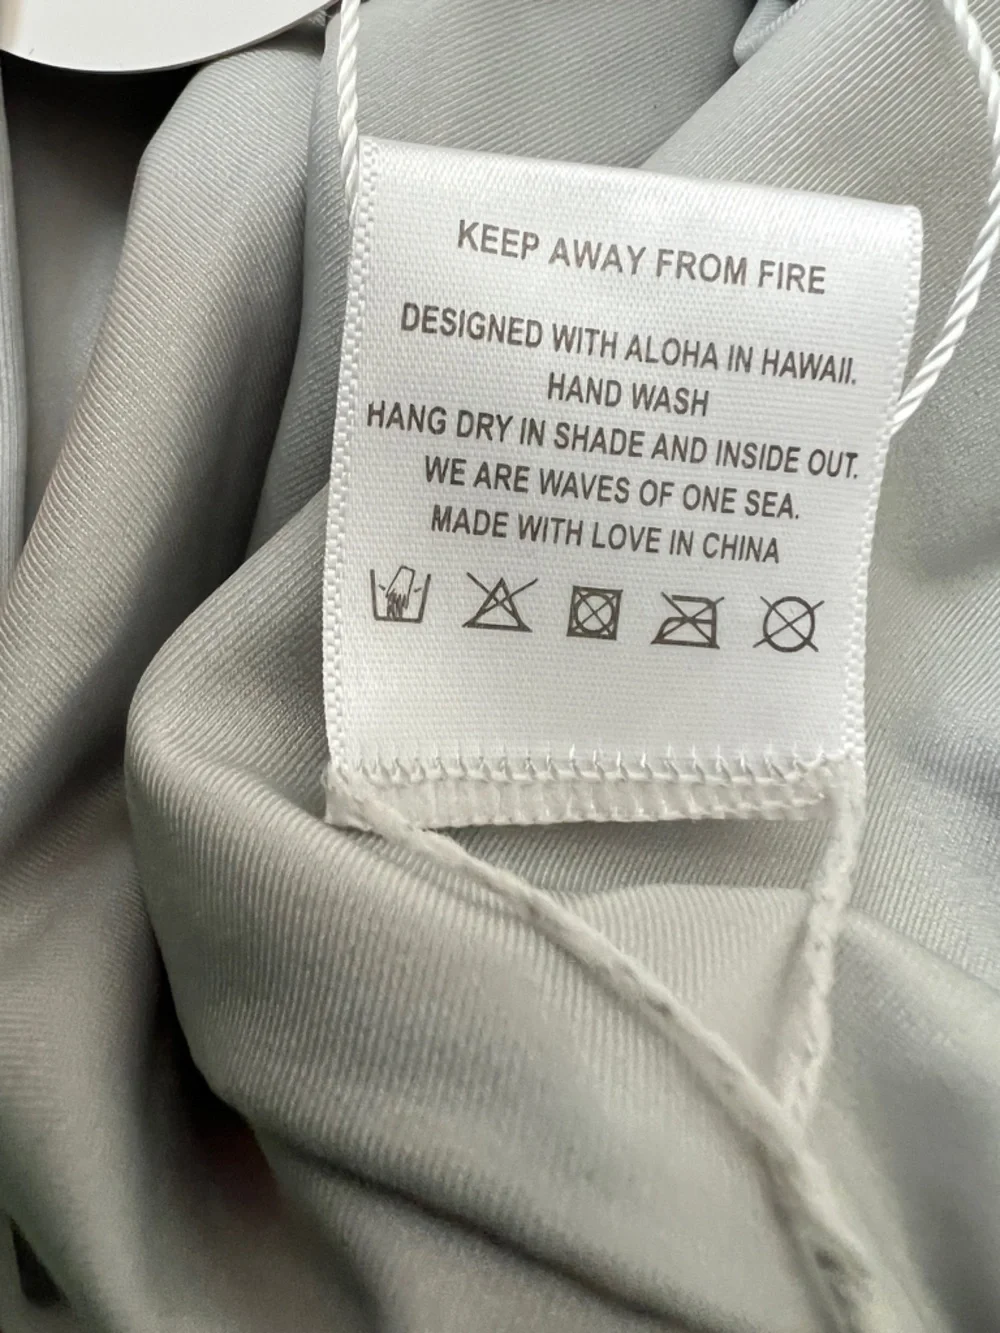 KEEP AWAY FROM FIRE
DESIGNED WITH ALOHA IN HAWAII.
HAND WASH
HANG DRY IN SHADE AND INSIDE OUT.
WE ARE WAVES OF ONE SEA.
MADE WITH LOVE IN CHINA